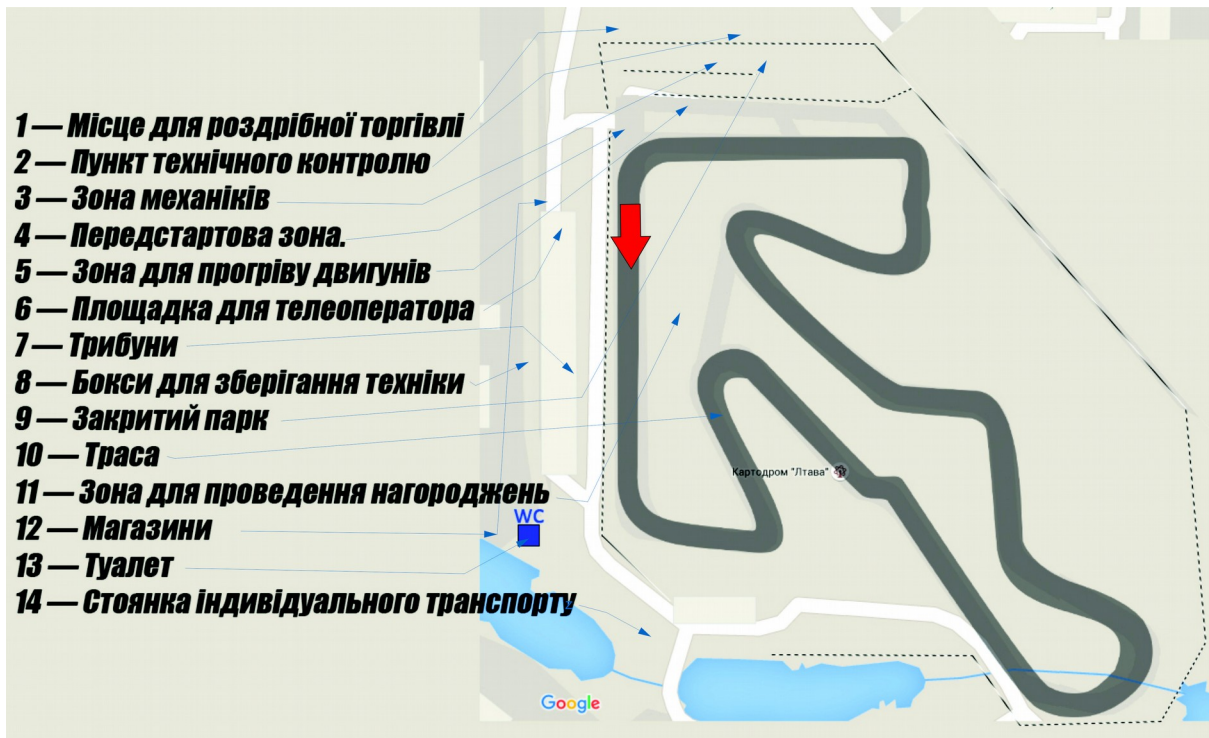 1 — Місце для роздрібної торгівлі
2 — Пункт технічного контролю
3 — Зона механіків
4 — Передстартова зона.
5 — Зона для прогріву двигунів
6 — Площадка для телеоператора
7 — Трибуни
8 — Бокси для зберігання техніки
9 — Закритий парк
10 — Траса
11 — Зона для проведення нагороджень
12 — Магазини
13 — Туалет
14 — Стоянка індивідуального транспорту
Картодром "Лтава"
WC
Google